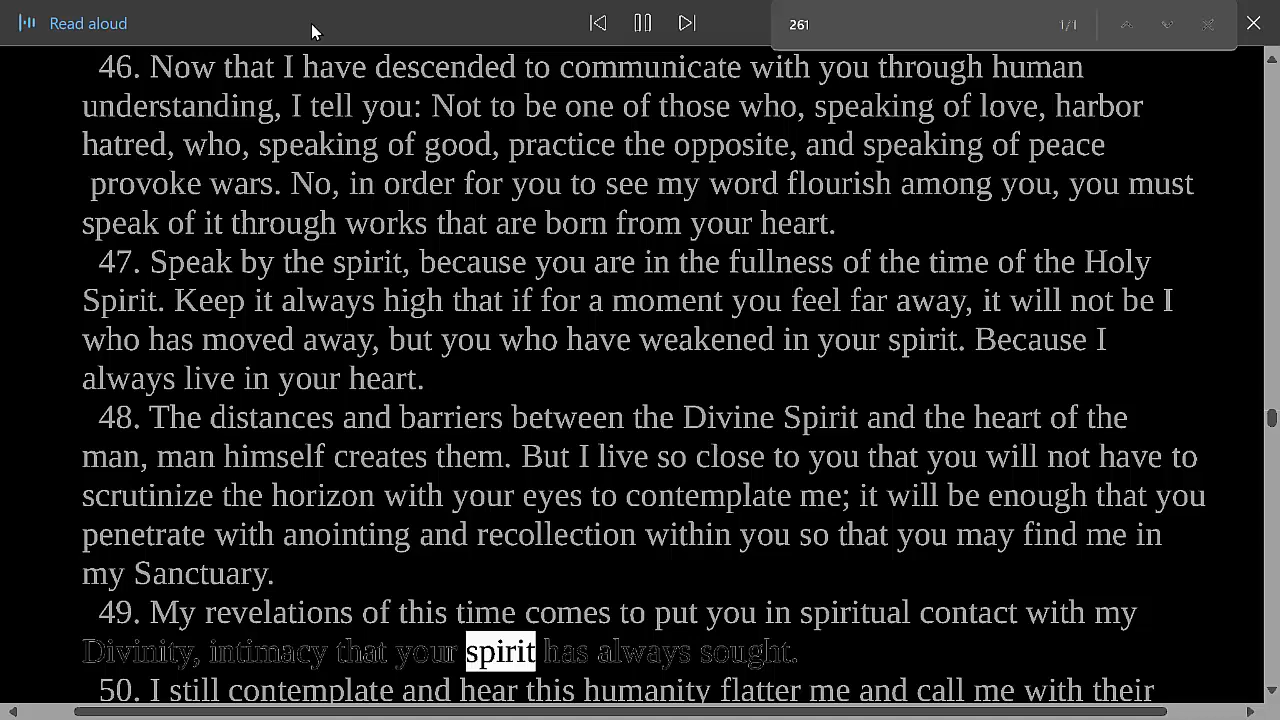 Read aloud
261
1/1
46. Now that I have descended to communicate with you through human
understanding, I tell you: Not to be one of those who, speaking of love, harbor
hatred, who, speaking of good, practice the opposite, and speaking of peace
provoke wars. No, in order for you to see my word flourish among you, you must
speak of it through works that are born from your heart.
47. Speak by the spirit, because you are in the fullness of the time of the Holy
Spirit. Keep it always high that if for a moment you feel far away, it will not be I
who has moved away, but you who have weakened in your spirit. Because I
always live in your heart.
48. The distances and barriers between the Divine Spirit and the heart of the
man, man himself creates them. But I live so close to you that you will not have to
scrutinize the horizon with your eyes to contemplate me; it will be enough that you
penetrate with anointing and recollection within you so that you may find me in
my Sanctuary.
49. My revelations of this time comes to put you in spiritual contact with my
Divinity, intimacy that your spirit has always sought.
50. I still contemplate and hear this humanity flatter me and call me with their